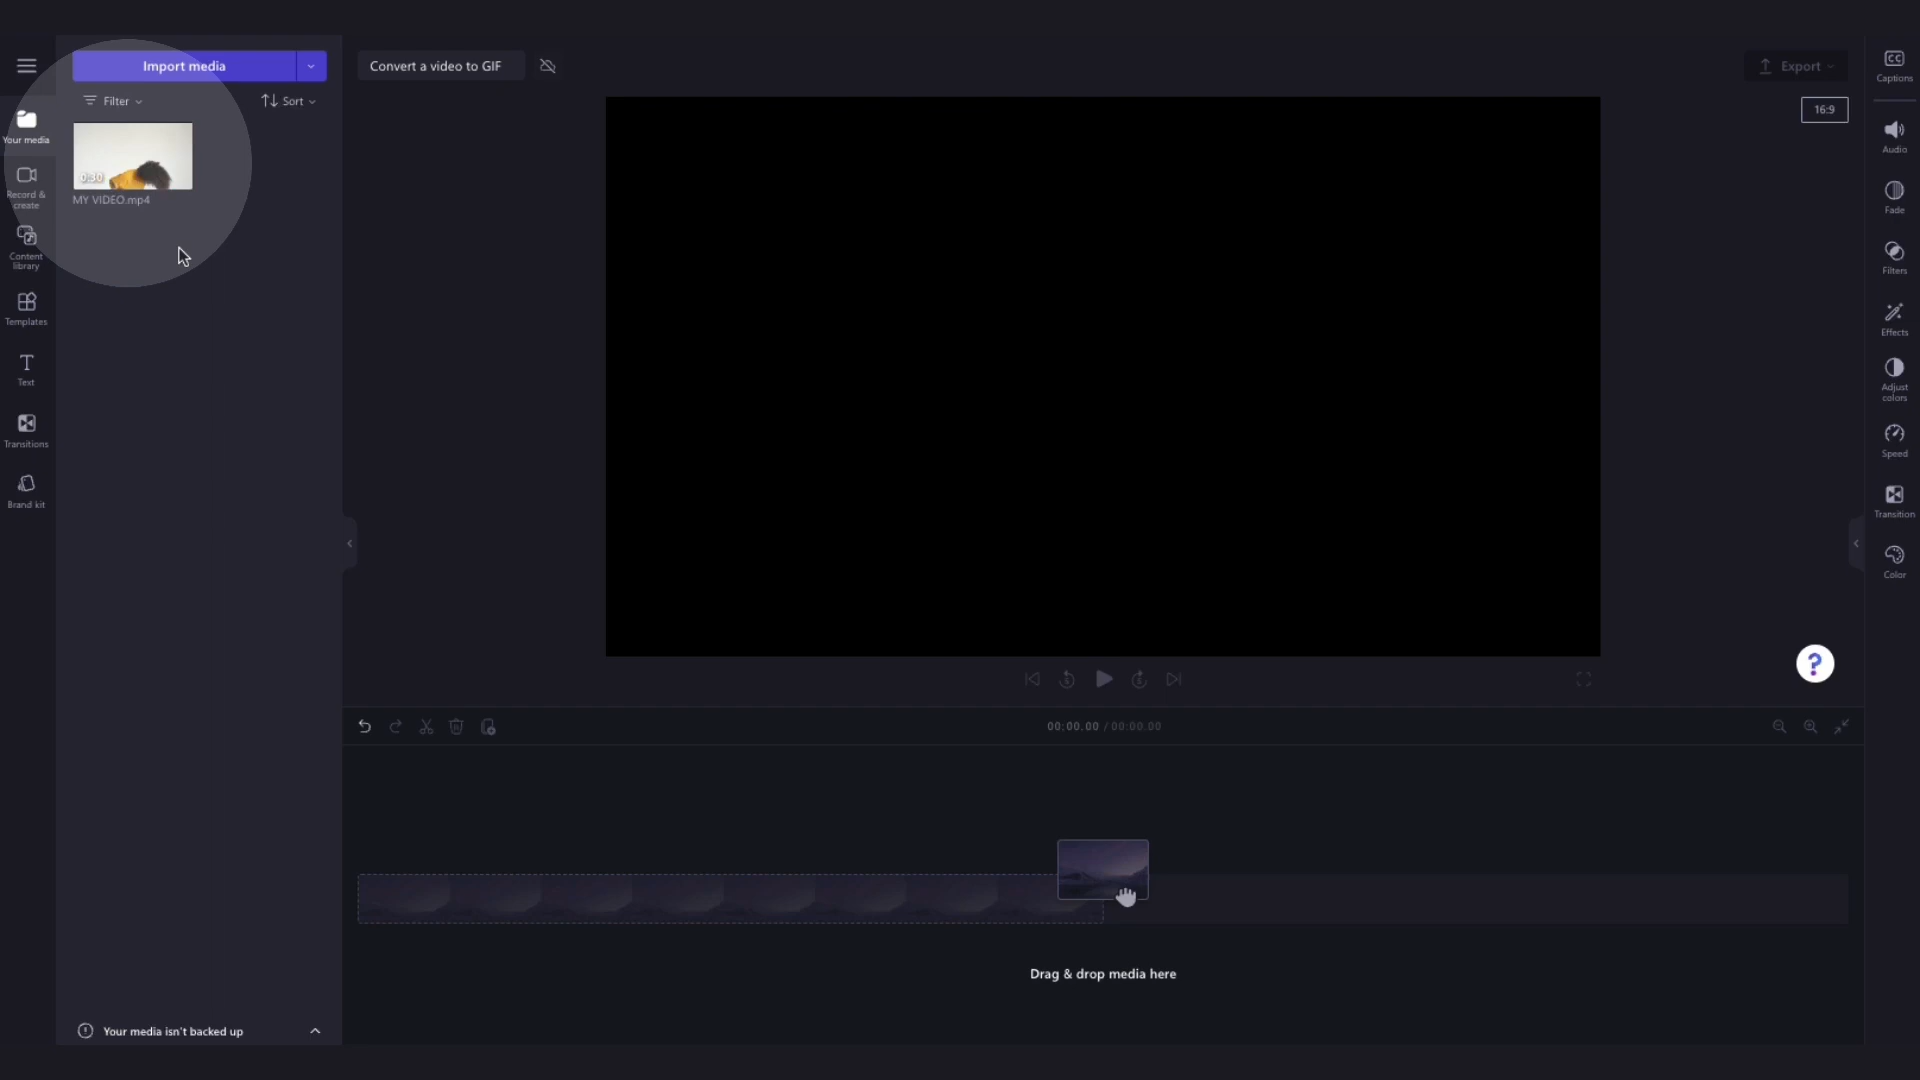 Import media
Convert a video to GIF
Export
Captions
Filter
Sort
16:9
Your media
Audio
0:30
MY VIDEO.mp4
Record &
create
Fade
Content
library
Filters
Templates
Effects
Text
Adjust
colors
Transitions
Speed
Brand kit
Transition
Color
?
00:00.00 / 00:00.00
Drag & drop media here
Your media isn't backed up